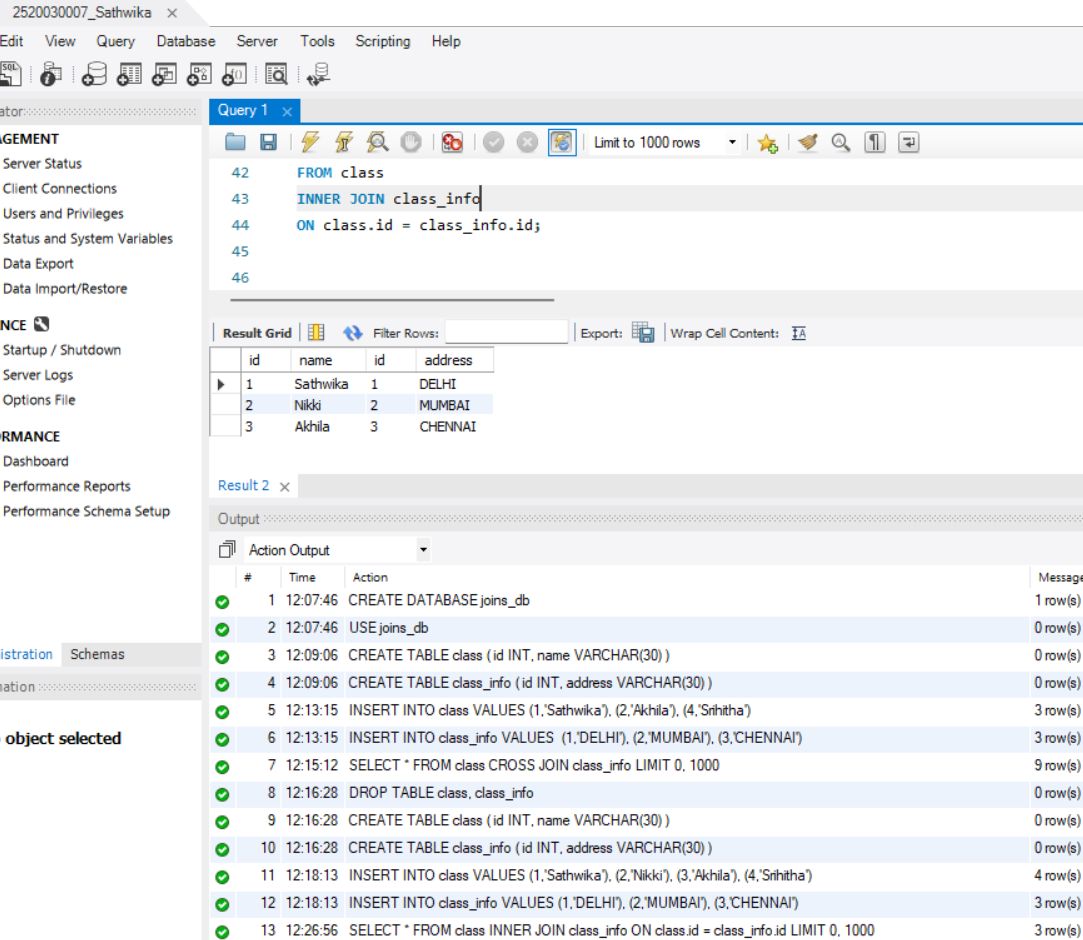 2520030007_Sathwika ×
Edit View Query Database Server Tools Scripting Help
SQL
ator
Query 1 ×
AGEMENT
Server Status
Client Connections
Users and Privileges
Status and System Variables
Data Export
Data Import/Restore
NCE
Startup / Shutdown
Server Logs
Options File
ORMANCE
Dashboard
Performance Reports
Performance Schema Setup
istration Schemas
mation
object selected
Limit to 1000 rows
42 FROM class
43 INNER JOIN class_info
44 ON class.id = class_info.id;
45
46
Result Grid Filter Rows: Export: Wrap Cell Content: IA
id name id address
1 Sathwika 1 DELHI
2 Nikki 2 MUMBAI
3 Akhila 3 CHENNAI
Result 2 ×
Output
Action Output
# Time Action Message
1 12:07:46 CREATE DATABASE joins_db 1 row(s)
2 12:07:46 USE joins_db 0 row(s)
3 12:09:06 CREATE TABLE class ( id INT, name VARCHAR(30) ) 0 row(s)
4 12:09:06 CREATE TABLE class_info ( id INT, address VARCHAR(30) ) 0 row(s)
5 12:13:15 INSERT INTO class VALUES (1,'Sathwika'), (2,'Akhila'), (4,'Srihitha') 3 row(s)
6 12:13:15 INSERT INTO class_info VALUES (1,'DELHI'), (2,'MUMBAI'), (3,'CHENNAI') 3 row(s)
7 12:15:12 SELECT * FROM class CROSS JOIN class_info LIMIT 0, 1000 9 row(s)
8 12:16:28 DROP TABLE class, class_info 0 row(s)
9 12:16:28 CREATE TABLE class ( id INT, name VARCHAR(30) ) 0 row(s)
10 12:16:28 CREATE TABLE class_info ( id INT, address VARCHAR(30) ) 0 row(s)
11 12:18:13 INSERT INTO class VALUES (1,'Sathwika'), (2,'Nikki'), (3,'Akhila'), (4,'Srihitha') 4 row(s)
12 12:18:13 INSERT INTO class_info VALUES (1,'DELHI'), (2,'MUMBAI'), (3,'CHENNAI') 3 row(s)
13 12:26:56 SELECT * FROM class INNER JOIN class_info ON class.id = class_info.id LIMIT 0, 1000 3 row(s)